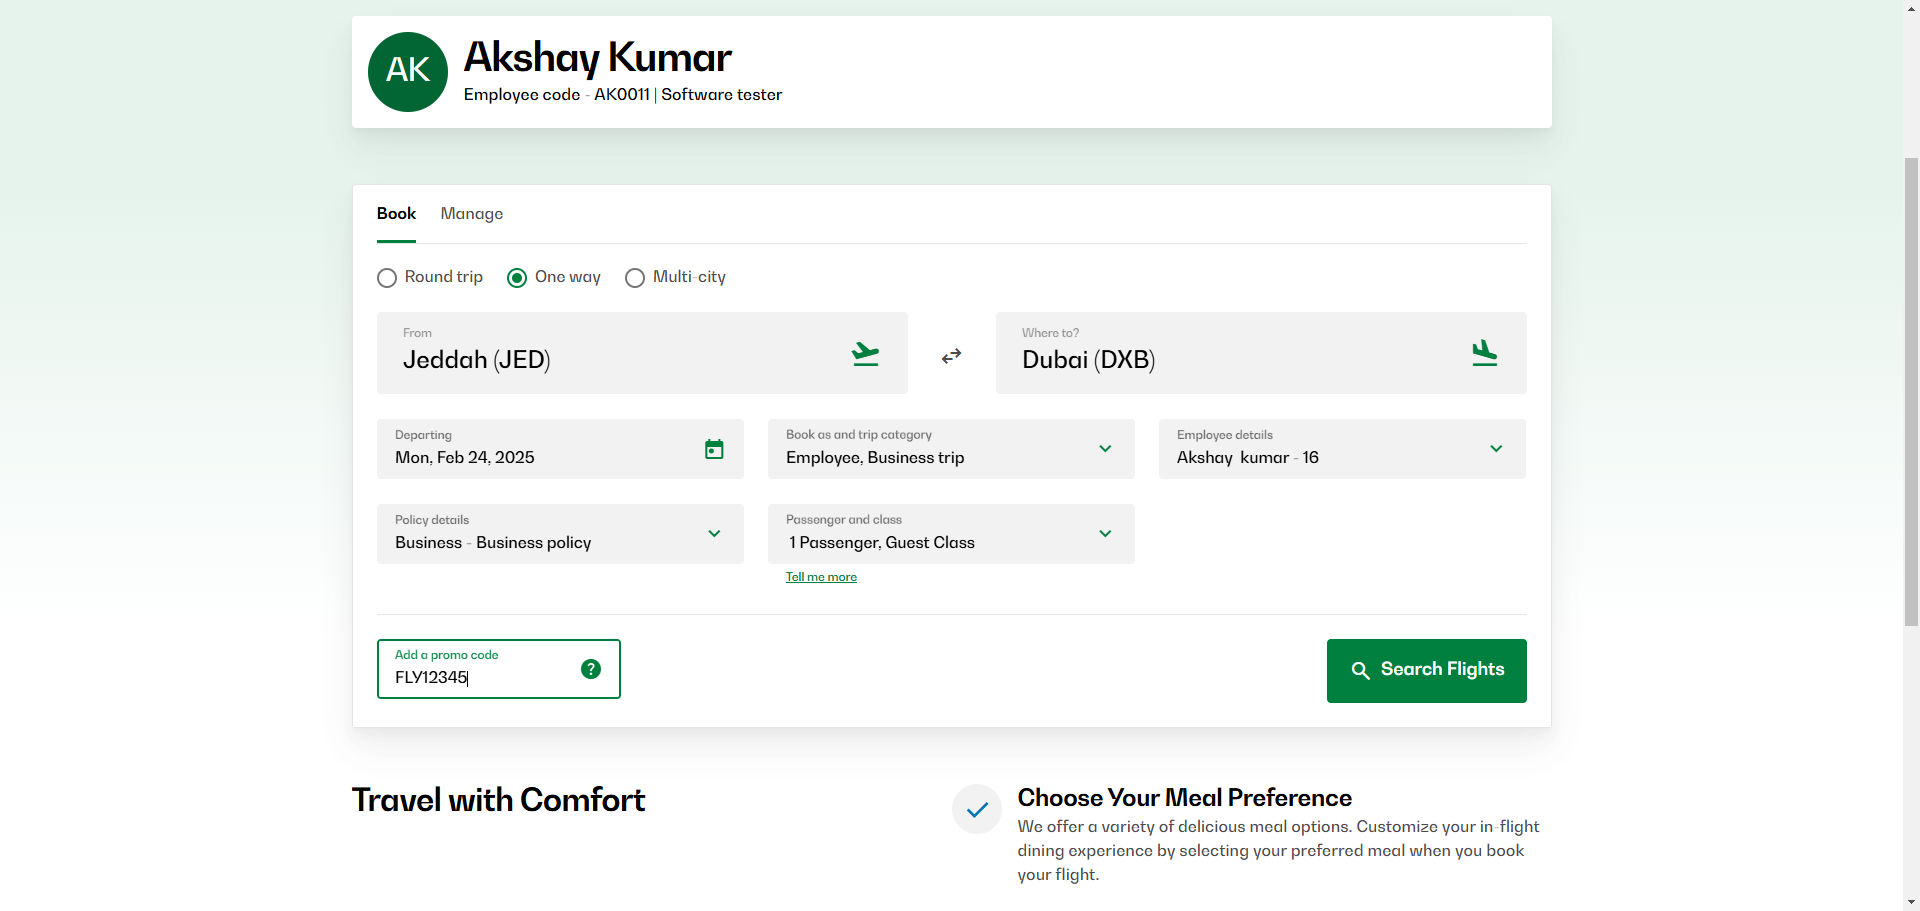 AK
Akshay Kumar
Employee code - AK0011 | Software tester
Book
Manage
Round trip
One way
Multi-city
From
Jeddah (JED)
Where to?
Dubai (DXB)
Departing
Mon, Feb 24, 2025
Book as and trip category
Employee, Business trip
Employee details
Akshay kumar - 16
Policy details
Business - Business policy
Passenger and class
1 Passenger, Guest Class
Tell me more
Add a promo code
FLY12345
?
Search Flights
Travel with Comfort
Choose Your Meal Preference
We offer a variety of delicious meal options. Customize your in-flight
dining experience by selecting your preferred meal when you book
your flight.